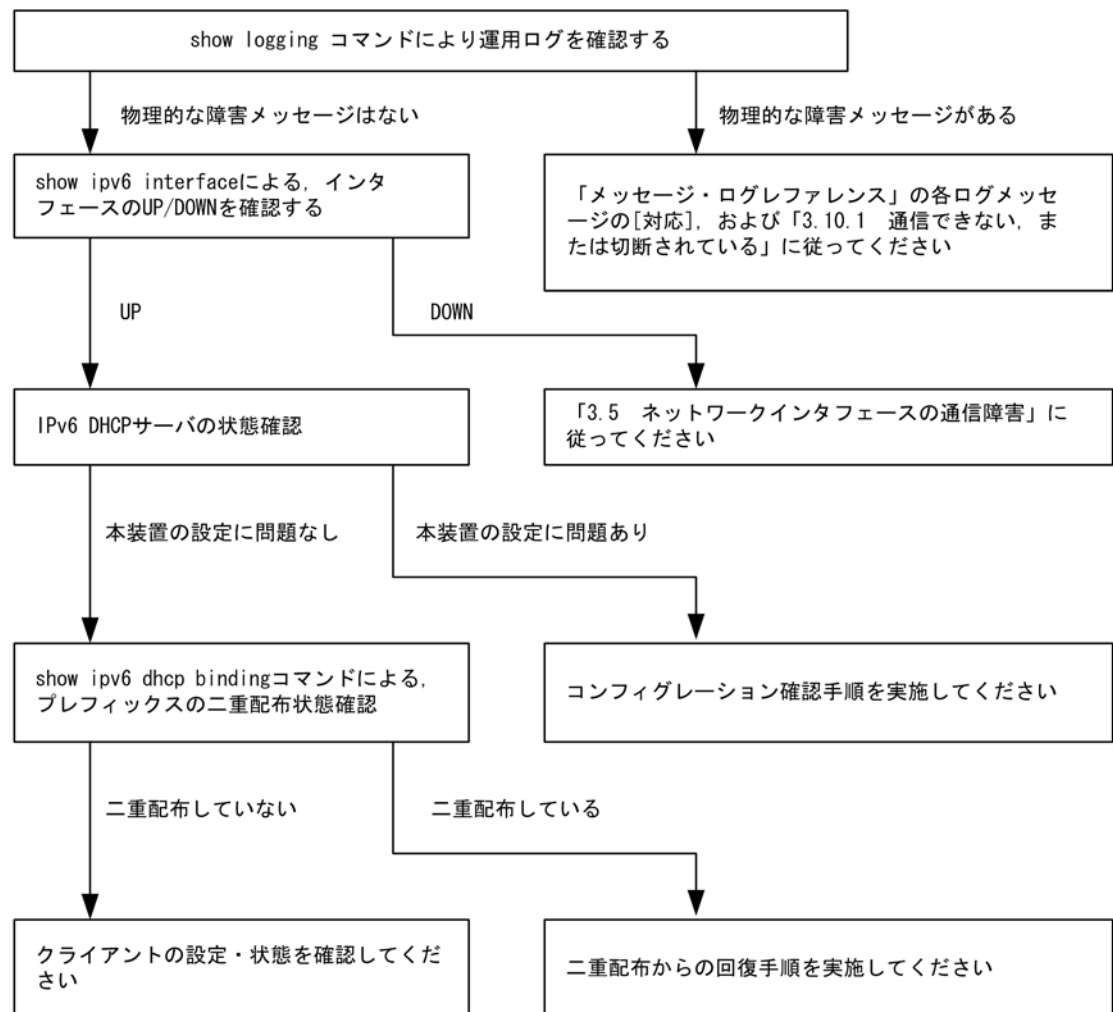 show logging コマンドにより運用ログを確認する
物理的な障害メッセージはない
物理的な障害メッセージがある
show ipv6 interfaceによる，インタ
フェースのUP/DOWNを確認する
「メッセージ・ログレファレンス」の各ログメッセ
ージの[対応]，および「3.10.1 通信できない，ま
たは切断されている」に従ってください
UP
DOWN
IPv6 DHCPサーバの状態確認
「3.5 ネットワークインタフェースの通信障害」に
従ってください
本装置の設定に問題なし
本装置の設定に問題あり
show ipv6 dhcp bindingコマンドによる，
プレフィックスの二重配布状態確認
コンフィグレーション確認手順を実施してください
二重配布していない
二重配布している
クライアントの設定・状態を確認してくだ
さい
二重配布からの回復手順を実施してください